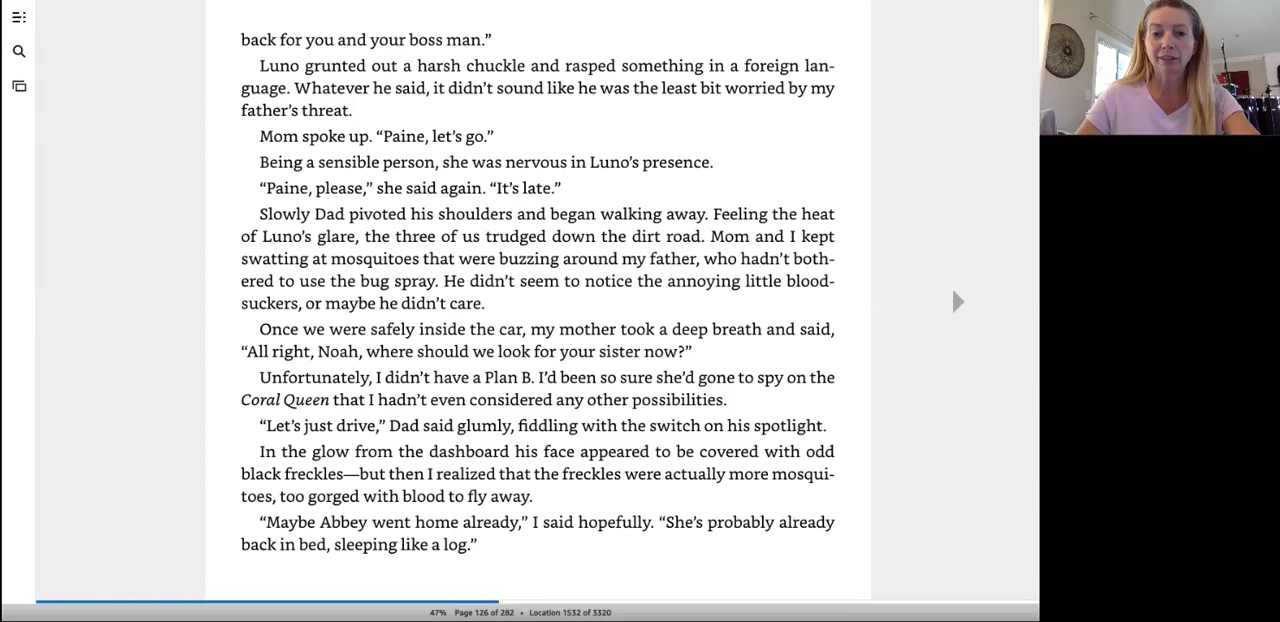 back for you and your boss man.”
Luno grunted out a harsh chuckle and rasped something in a foreign lan-
guage. Whatever he said, it didn’t sound like he was the least bit worried by my
father’s threat.
Mom spoke up. “Paine, let’s go.”
Being a sensible person, she was nervous in Luno’s presence.
“Paine, please,” she said again. “It’s late.”
Slowly Dad pivoted his shoulders and began walking away. Feeling the heat
of Luno’s glare, the three of us trudged down the dirt road. Mom and I kept
swatting at mosquitoes that were buzzing around my father, who hadn’t both-
ered to use the bug spray. He didn’t seem to notice the annoying little blood-
suckers, or maybe he didn’t care.
Once we were safely inside the car, my mother took a deep breath and said,
“All right, Noah, where should we look for your sister now?”
Unfortunately, I didn’t have a Plan B. I’d been so sure she’d gone to spy on the
Coral Queen that I hadn’t even considered any other possibilities.
“Let’s just drive,” Dad said glumly, fiddling with the switch on his spotlight.
In the glow from the dashboard his face appeared to be covered with odd
black freckles—but then I realized that the freckles were actually more mosqui-
toes, too gorged with blood to fly away.
“Maybe Abbey went home already,” I said hopefully. “She’s probably already
back in bed, sleeping like a log.”
47% Page 126 of 282 • Location 1532 of 3320